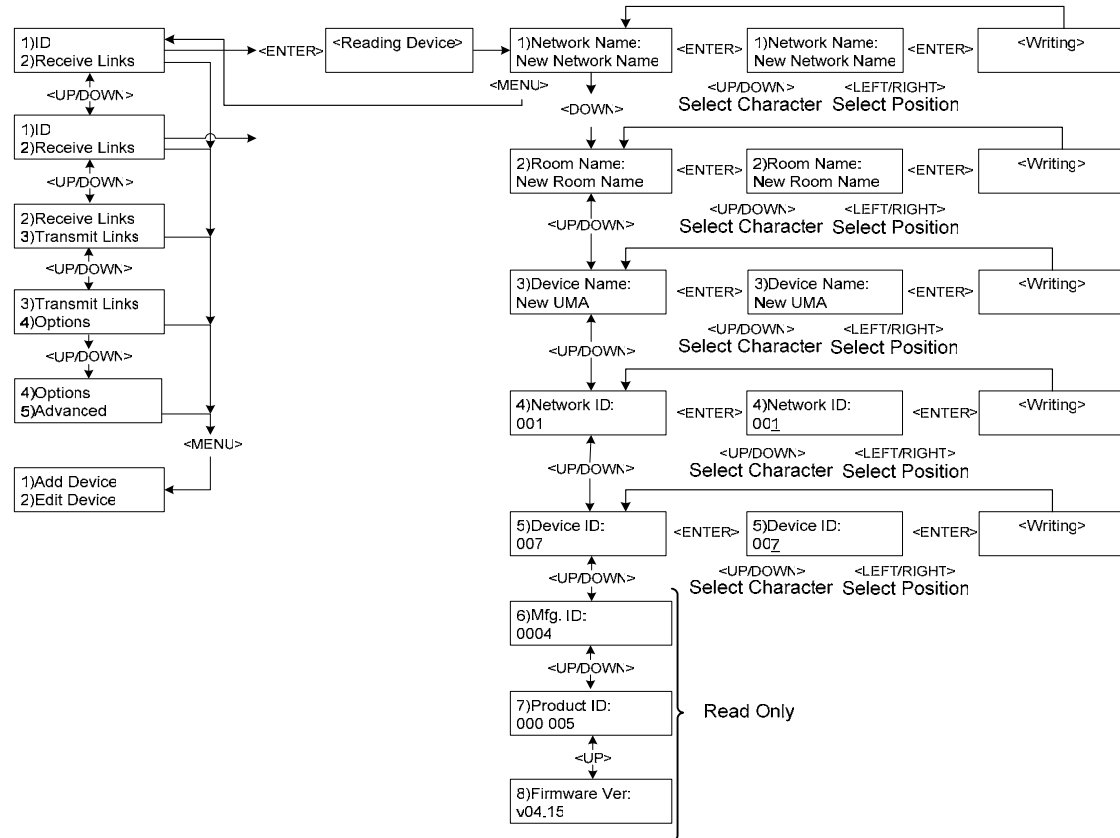 1)ID
2)Receive Links
<UP/DOWN>
1)ID
2)Receive Links
<UP/DOWN>
2)Receive Links
3)Transmit Links
<UP/DOWN>
3)Transmit Links
4)Options
<UP/DOWN>
4)Options
5)Advanced
<MENU>
1)Add Device
2)Edit Device
<ENTER>
<Reading Device>
<MENU>
1)Network Name:
New Network Name
<ENTER>
1)Network Name:
New Network Name
<ENTER>
<Writing>
<UP/DOWN>
Select Character
<LEFT/RIGHT>
Select Position
<DOWN>
2)Room Name:
New Room Name
<ENTER>
2)Room Name:
New Room Name
<ENTER>
<Writing>
<UP/DOWN>
Select Character
<LEFT/RIGHT>
Select Position
<UP/DOWN>
3)Device Name:
New UMA
<ENTER>
3)Device Name:
New UMA
<ENTER>
<Writing>
<UP/DOWN>
Select Character
<LEFT/RIGHT>
Select Position
<UP/DOWN>
4)Network ID:
001
<ENTER>
4)Network ID:
001
<ENTER>
<Writing>
<UP/DOWN>
Select Character
<LEFT/RIGHT>
Select Position
<UP/DOWN>
5)Device ID:
007
<ENTER>
5)Device ID:
007
<ENTER>
<Writing>
<UP/DOWN>
Select Character
<LEFT/RIGHT>
Select Position
<UP/DOWN>
6)Mfg. ID:
0004
<UP/DOWN>
7)Product ID:
000 005
<UP>
8)Firmware Ver:
v04.15
Read Only